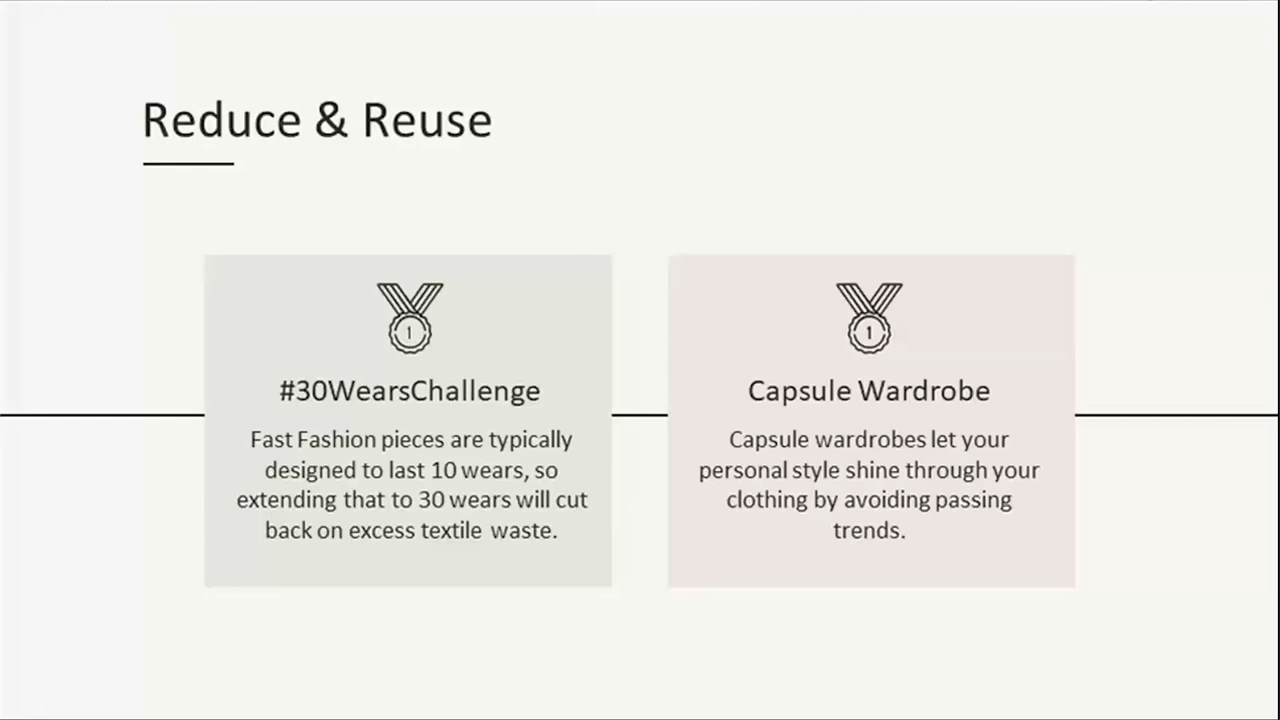 Reduce & Reuse
1
#30WearsChallenge
Fast Fashion pieces are typically
designed to last 10 wears, so
extending that to 30 wears will cut
back on excess textile waste.
1
Capsule Wardrobe
Capsule wardrobes let your
personal style shine through your
clothing by avoiding passing
trends.